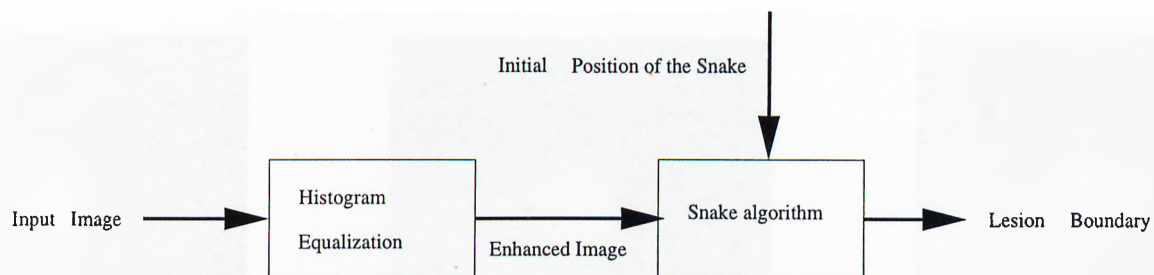 Initial Position of the Snake
Histogram
Equalization
Input Image
Enhanced Image
Snake algorithm
Lesion Boundary